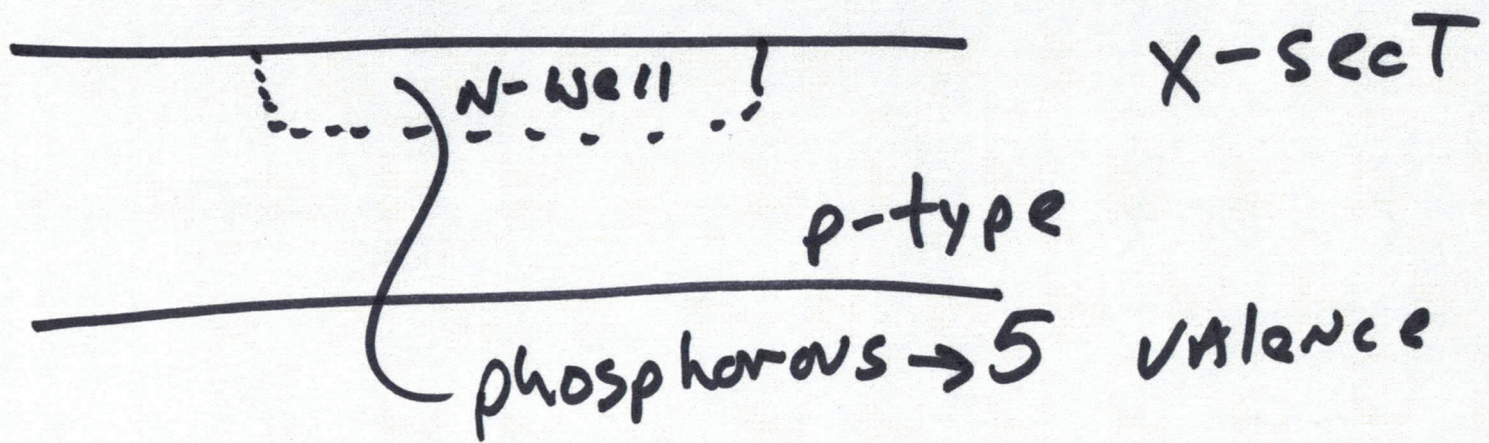 X-secT
N-well
p-type
phosphorous → 5 valence